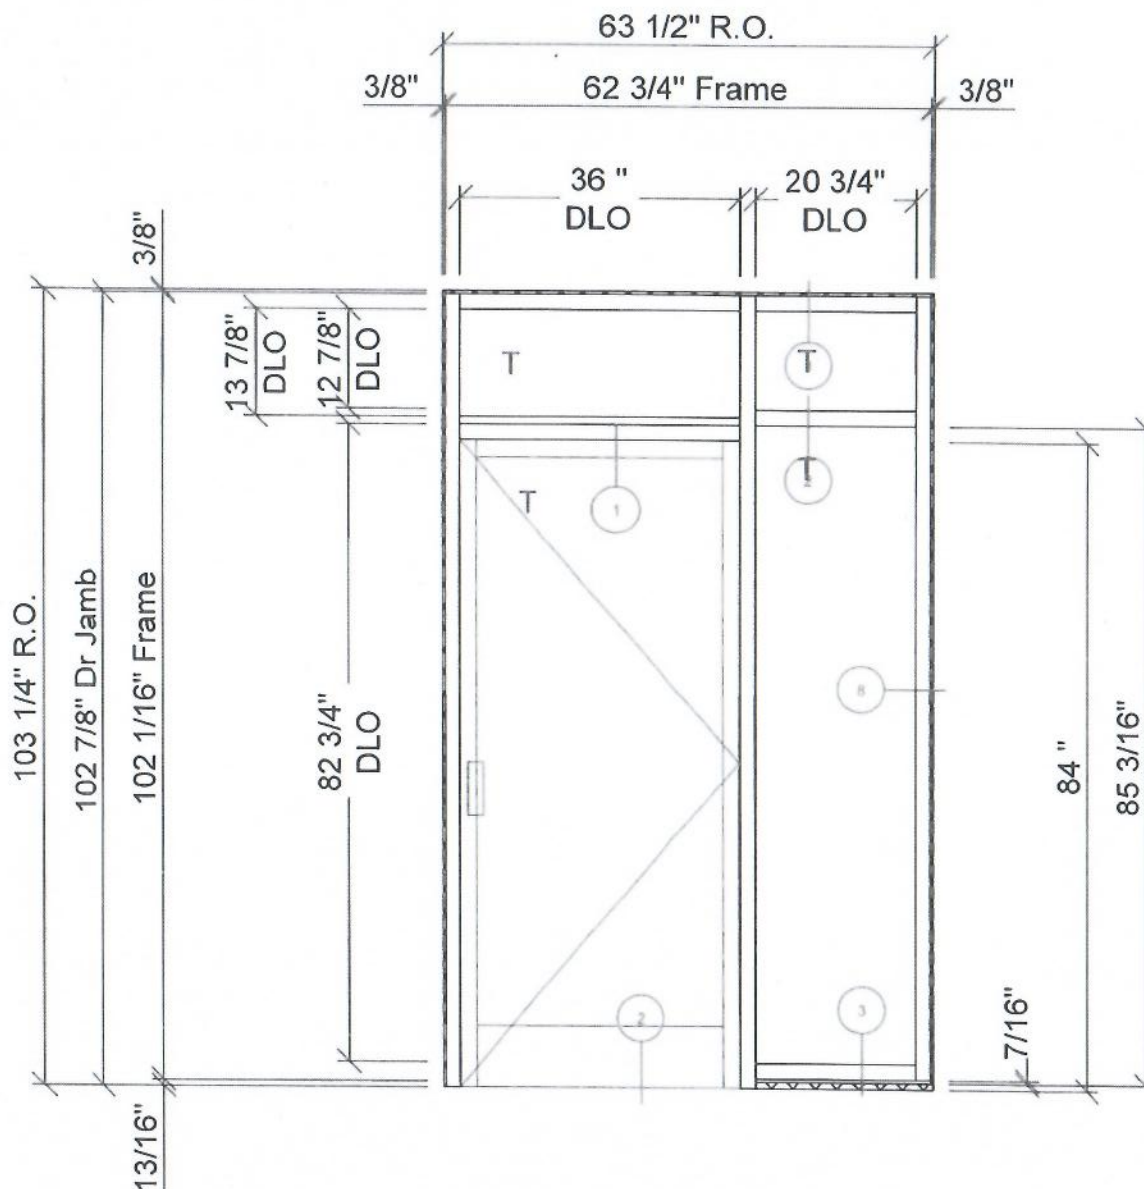 63 1/2" R.O.
3/8"
62 3/4" Frame
3/8"
36 "
DLO
20 3/4"
DLO
3/8"
13 7/8"
DLO
12 7/8"
DLO
T
T
T
T
1
103 1/4" R.O.
102 7/8" Dr Jamb
102 1/16" Frame
82 3/4"
DLO
8
84 "
85 3/16"
2
3
7/16"
13/16"